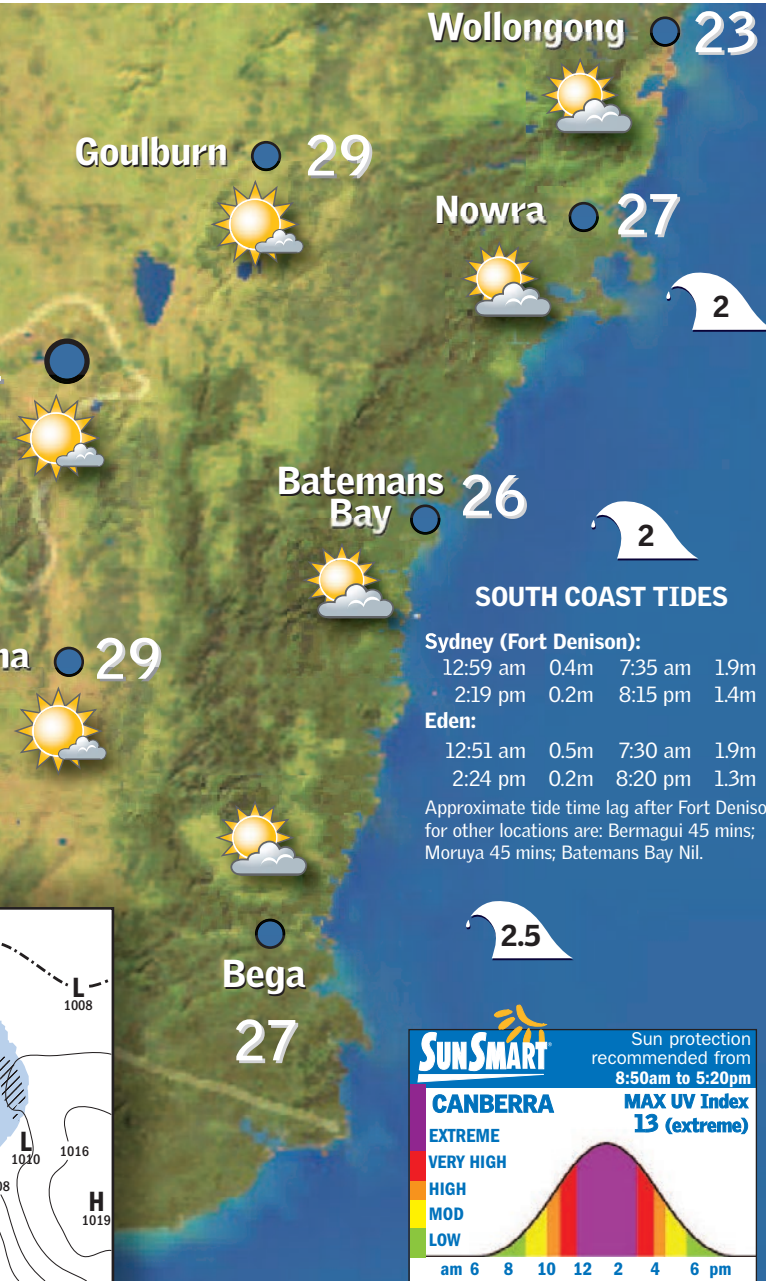 Wollongong 23
Goulburn 29
Nowra 27
2
Batemans
Bay 26
2
SOUTH COAST TIDES
Sydney (Fort Denison):
12:59 am 0.4m 7:35 am 1.9m
2:19 pm 0.2m 8:15 pm 1.4m
Eden:
12:51 am 0.5m 7:30 am 1.9m
2:24 pm 0.2m 8:20 pm 1.3m
Approximate tide time lag after Fort Deniso
for other locations are: Bermagui 45 mins;
Moruya 45 mins; Batemans Bay Nil.
na 29
2.5
Bega
27
L
1008
L
1010
1016
08
H
1019
SUNSMART
Sun protection
recommended from
8:50am to 5:20pm
CANBERRA
MAX UV Index
13 (extreme)
EXTREME
VERY HIGH
HIGH
MOD
LOW
am 6 8 10 12 2 4 6 pm